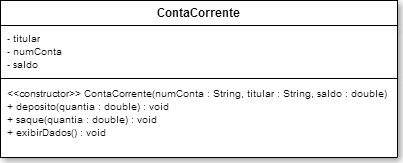 ContaCorrente
- titular
- numConta
- saldo
<<constructor>> ContaCorrente(numConta : String, titular : String, saldo : double)
+ deposito(quantia : double) : void
+ saque(quantia : double) : void
+ exibirDados() : void